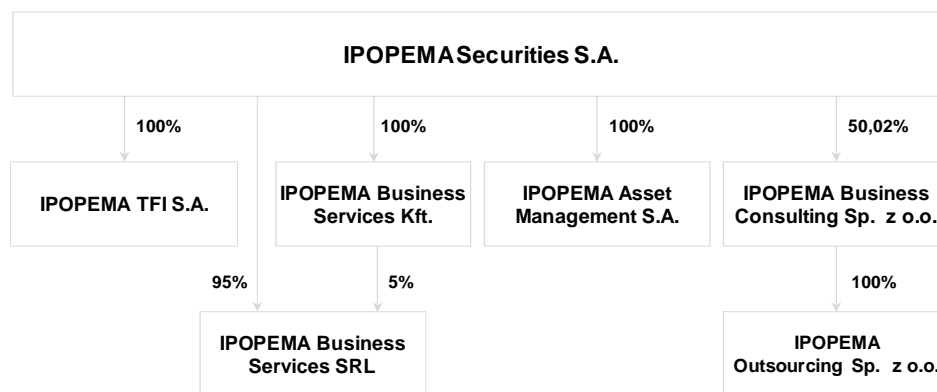 IPOPEMA Securities S.A.
100%
100%
100%
50,02%
IPOPEMA TFI S.A.
IPOPEMA Business
Services Kft.
IPOPEMA Asset
Management S.A.
IPOPEMA Business
Consulting Sp. z o.o.
95%
5%
100%
IPOPEMA Business
Services SRL
IPOPEMA
Outsourcing Sp. z o.o.